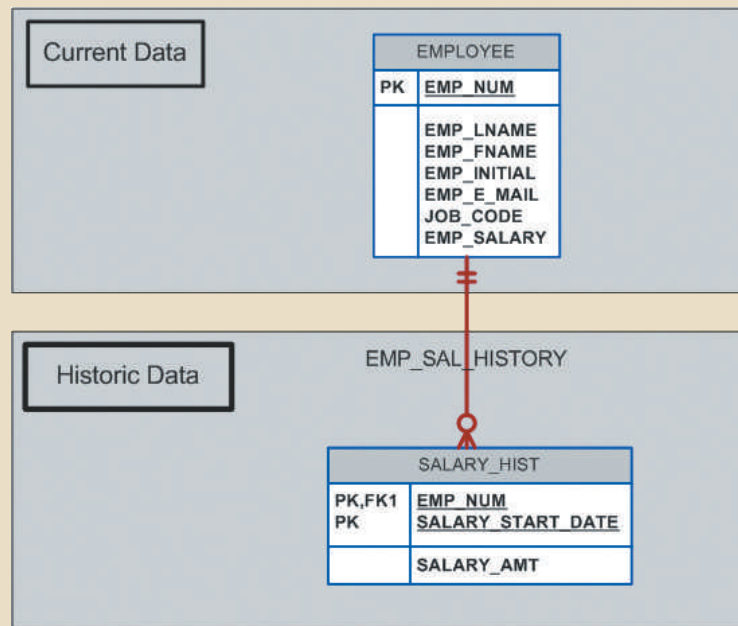 Current Data
EMPLOYEE
PK EMP_NUM
EMP_LNAME
EMP_FNAME
EMP_INITIAL
EMP_E_MAIL
JOB_CODE
EMP_SALARY
Historic Data
EMP_SAL_HISTORY
SALARY_HIST
PK,FK1 EMP_NUM
PK SALARY_START_DATE
SALARY_AMT